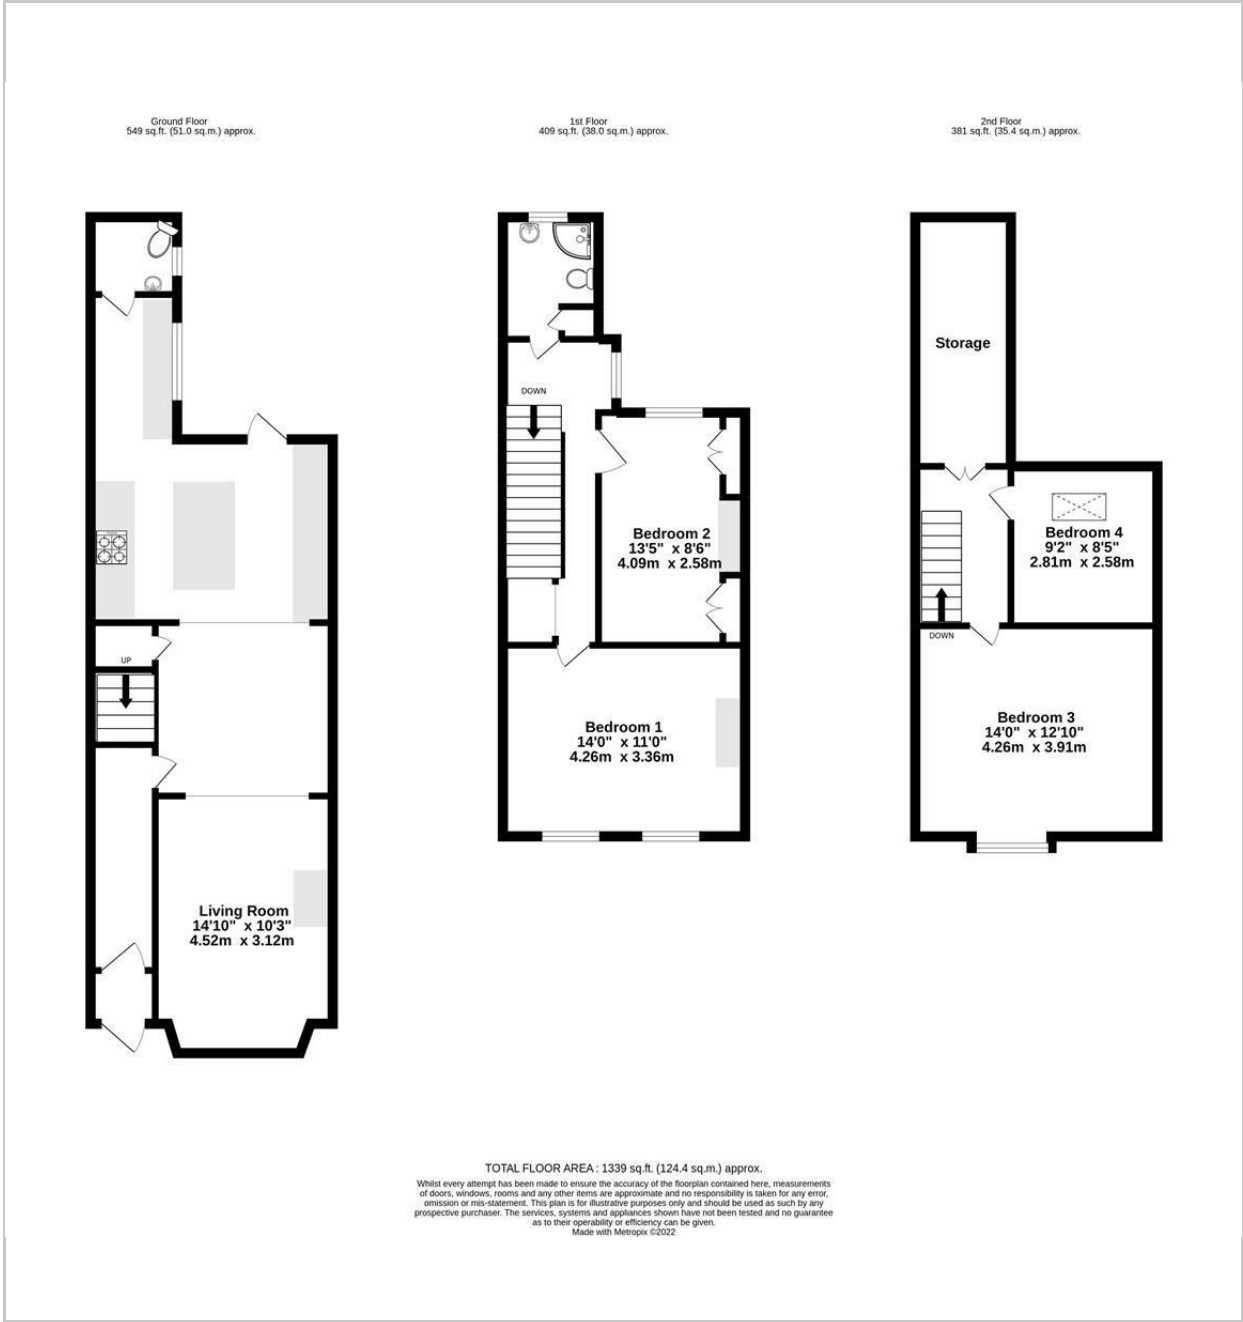 Ground Floor
549 sq.ft. (51.0 sq.m.) approx.
1st Floor
409 sq.ft. (38.0 sq.m.) approx.
2nd Floor
381 sq.ft. (35.4 sq.m.) approx.
UP
Living Room
14'10" x 10'3"
4.52m x 3.12m
DOWN
Bedroom 2
13'5" x 8'6"
4.09m x 2.58m
Bedroom 1
14'0" x 11'0"
4.26m x 3.36m
Storage
Bedroom 4
9'2" x 8'5"
2.81m x 2.58m
DOWN
Bedroom 3
14'0" x 12'10"
4.26m x 3.91m
TOTAL FLOOR AREA : 1339 sq.ft. (124.4 sq.m.) approx.
Whilst every attempt has been made to ensure the accuracy of the floorplan contained here, measurements
of doors, windows, rooms and any other items are approximate and no responsibility is taken for any error,
omission or mis-statement. This plan is for illustrative purposes only and should be used as such by any
prospective purchaser. The services, systems and appliances shown have not been tested and no guarantee
as to their operability or efficiency can be given.
Made with Metropix ©2022